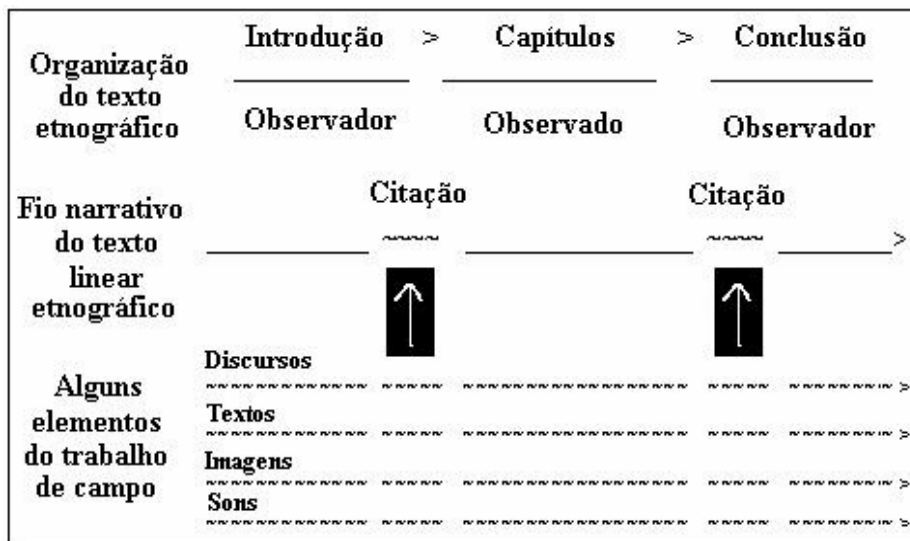 Introdução > Capítulos > Conclusão
Organização
do texto
etnográfico
Observador Observado Observador
Citação Citação
Fio narrativo
do texto
linear
etnográfico
~~~~ ~~~~ >
Alguns
elementos
do trabalho
de campo
Discursos
Textos
Imagens
Sons